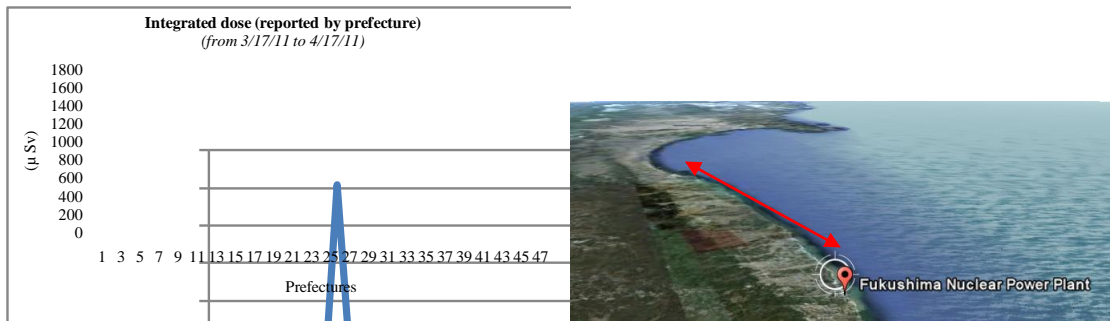 Integrated dose (reported by prefecture)
(from 3/17/11 to 4/17/11)
(μ Sv)
1800
1600
1400
1200
1000
800
600
400
200
0
1 3 5 7 9 11 13 15 17 19 21 23 25 27 29 31 33 35 37 39 41 43 45 47
Prefectures
Fukushima Nuclear Power Plant